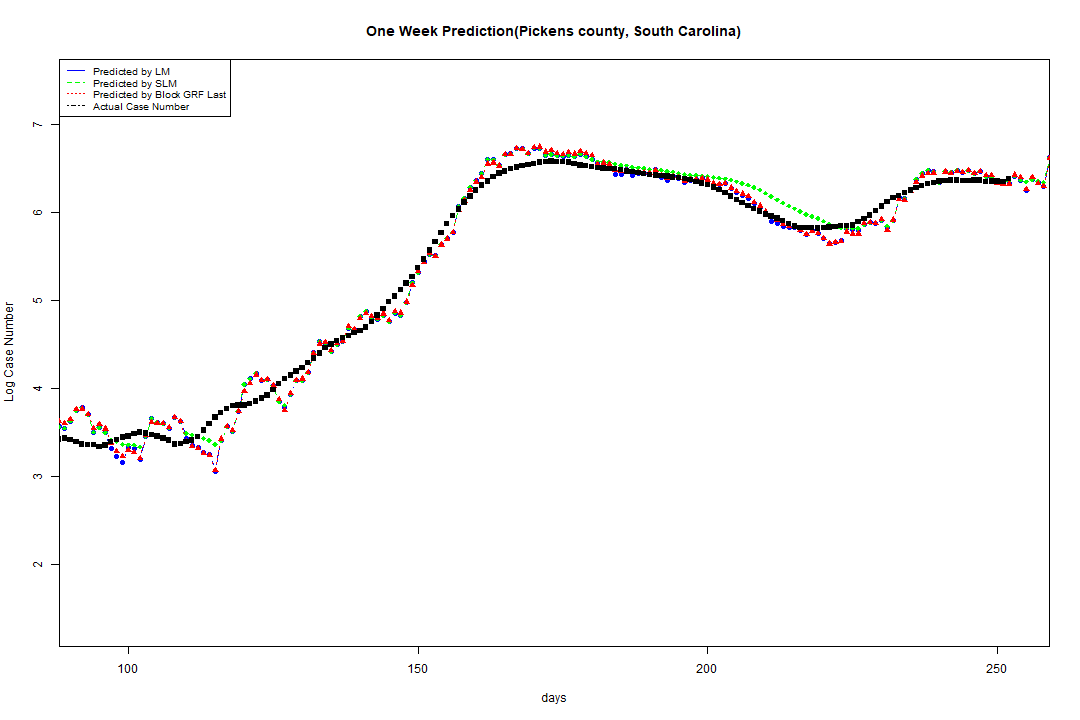 One Week Prediction(Pickens county, South Carolina)
Predicted by LM
Predicted by SLM
Predicted by Block GRF Last
Actual Case Number
7
6
5
4
3
2
Log Case Number
100 150 200 250
days